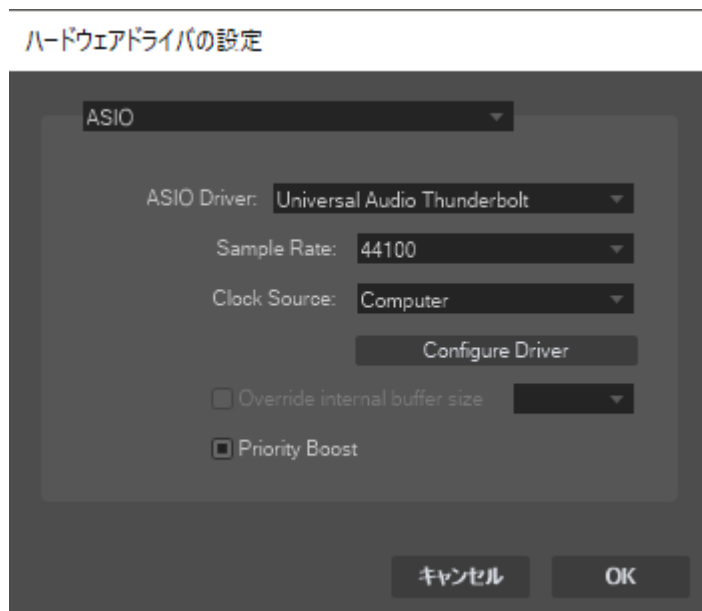 ハードウェアドライバの設定
ASIO
ASIO Driver: Universal Audio Thunderbolt
Sample Rate: 44100
Clock Source: Computer
Configure Driver
Override internal buffer size
Priority Boost
キャンセル OK